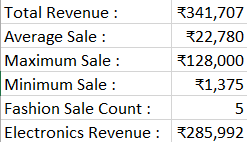 Total Revenue : ₹341,707
Average Sale : ₹22,780
Maximum Sale : ₹128,000
Minimum Sale : ₹1,375
Fashion Sale Count : 5
Electronics Revenue : ₹285,992